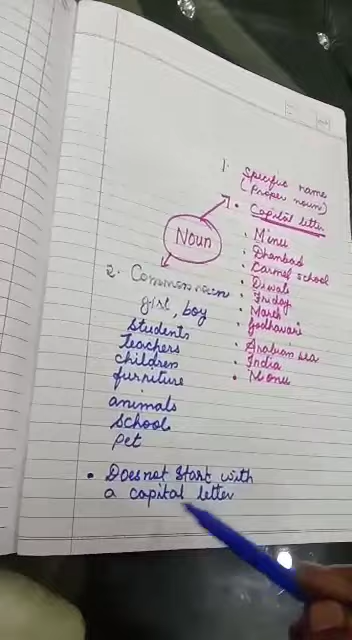 1. Specific name
(Proper noun)
• Capital letter
• Minu
• Dhanbad
• Carmel School
• Diwali
• Friday
• March
• Godhavari
• Arabian sea
• India
• Monu
Noun
2. Common noun
girl, boy
Students
Teachers
children
furniture
animals
School
Pet
• Does not Start with
a capital letter